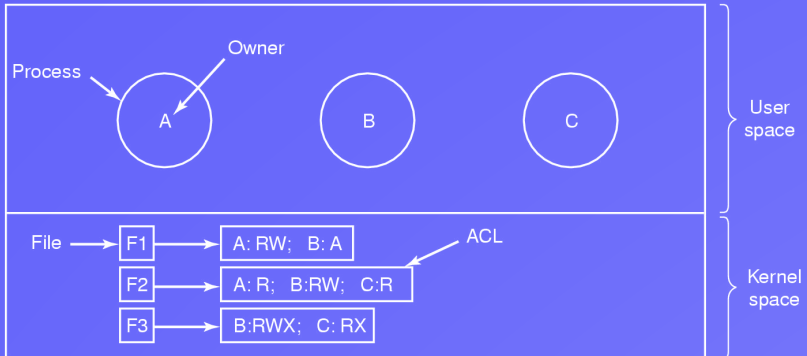 Owner
Process
A
B
C
User
space
File
F1
A: RW; B: A
ACL
F2
A: R; B:RW; C:R
F3
B:RWX; C: RX
Kernel
space